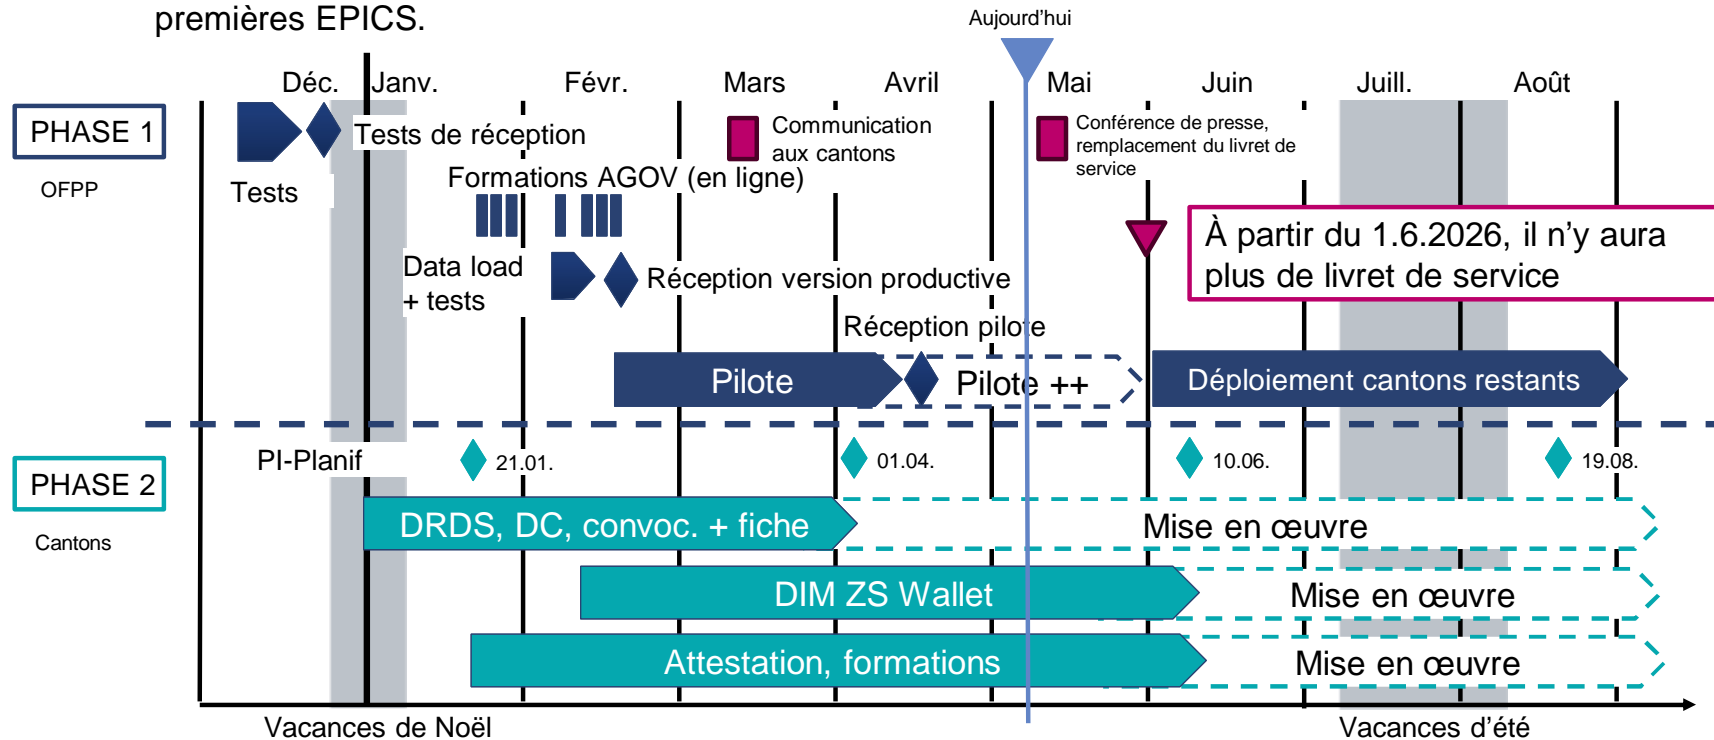 premières EPICS.
Aujourd'hui
Déc.
Janv.
Févr.
Mars
Avril
Mai
Juin
Juill.
Août
PHASE 1
OFPP
Tests
Tests de réception
Communication
aux cantons
Conférence de presse,
remplacement du livret de
service
Formations AGOV (en ligne)
À partir du 1.6.2026, il n'y aura
plus de livret de service
Data load
+ tests
Réception version productive
Réception pilote
Pilote
Pilote ++
Déploiement cantons restants
PHASE 2
Cantons
PI-Planif
21.01.
01.04.
10.06.
19.08.
DRDS, DC, convoc. + fiche
Mise en œuvre
DIM ZS Wallet
Mise en œuvre
Attestation, formations
Mise en œuvre
Vacances de Noël
Vacances d'été